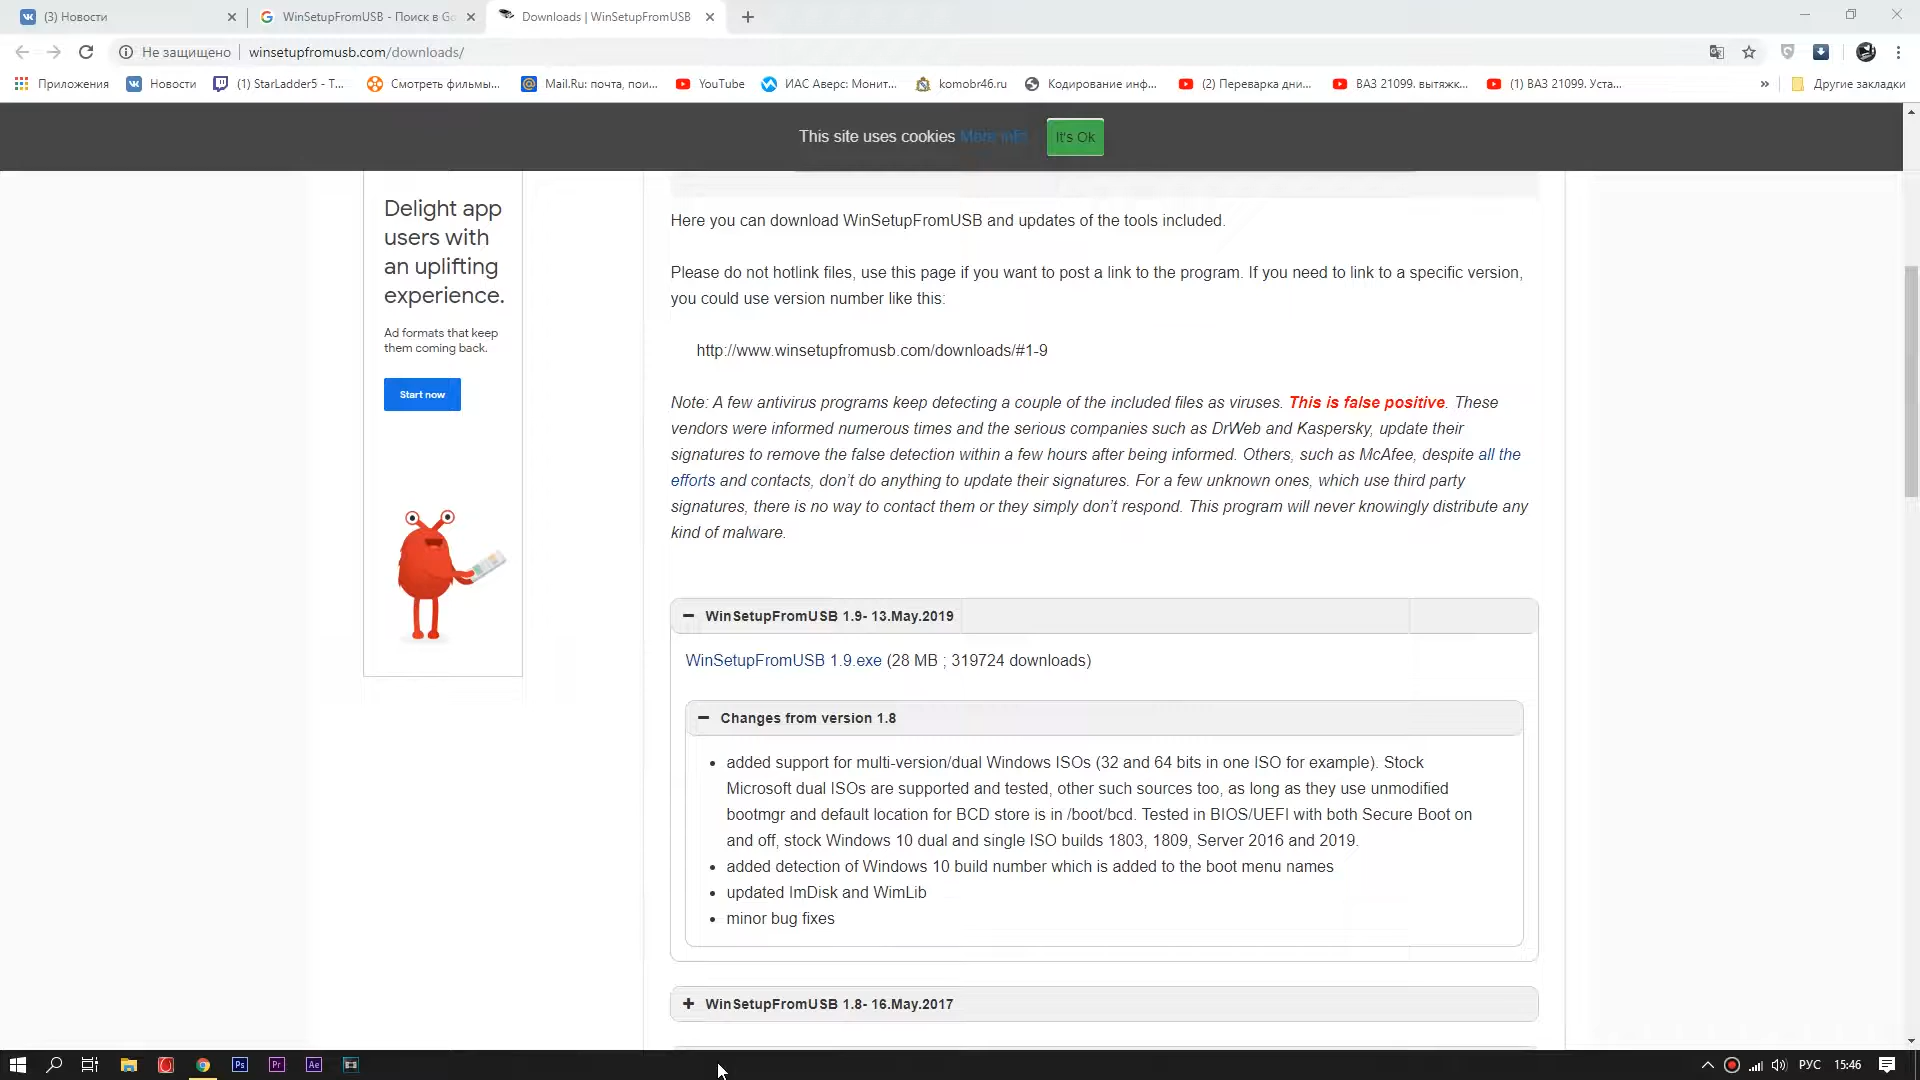 (3) Новости
WinSetupFromUSB - Поиск в Go
Downloads | WinSetupFromUSB
Не защищено
winsetupfromusb.com/downloads/
Приложения
Новости
(1) StarLadder5 - T...
Смотреть фильмы...
Mail.Ru: почта, пои...
YouTube
ИАС Аверс: Монит...
komobr46.ru
Кодирование инф...
(2) Переварка дни...
ВАЗ 21099. вытяжк...
(1) ВАЗ 21099. Уста...
»
Другие закладки
This site uses cookies More info It's Ok
Delight app
users with
an uplifting
experience.
Ad formats that keep
them coming back.
Start now
Here you can download WinSetupFromUSB and updates of the tools included.
Please do not hotlink files, use this page if you want to post a link to the program. If you need to link to a specific version,
you could use version number like this:
http://www.winsetupfromusb.com/downloads/#1-9
Note: A few antivirus programs keep detecting a couple of the included files as viruses. This is false positive. These
vendors were informed numerous times and the serious companies such as DrWeb and Kaspersky, update their
signatures to remove the false detection within a few hours after being informed. Others, such as McAfee, despite all the
efforts and contacts, don’t do anything to update their signatures. For a few unknown ones, which use third party
signatures, there is no way to contact them or they simply don’t respond. This program will never knowingly distribute any
kind of malware.
WinSetupFromUSB 1.9- 13.May.2019
WinSetupFromUSB 1.9.exe (28 MB ; 319724 downloads)
Changes from version 1.8
• added support for multi-version/dual Windows ISOs (32 and 64 bits in one ISO for example). Stock
Microsoft dual ISOs are supported and tested, other such sources too, as long as they use unmodified
bootmgr and default location for BCD store is in /boot/bcd. Tested in BIOS/UEFI with both Secure Boot on
and off, stock Windows 10 dual and single ISO builds 1803, 1809, Server 2016 and 2019.
• added detection of Windows 10 build number which is added to the boot menu names
• updated ImDisk and WimLib
• minor bug fixes
WinSetupFromUSB 1.8- 16.May.2017
Ps
Pr
Ae
РУС
15:46